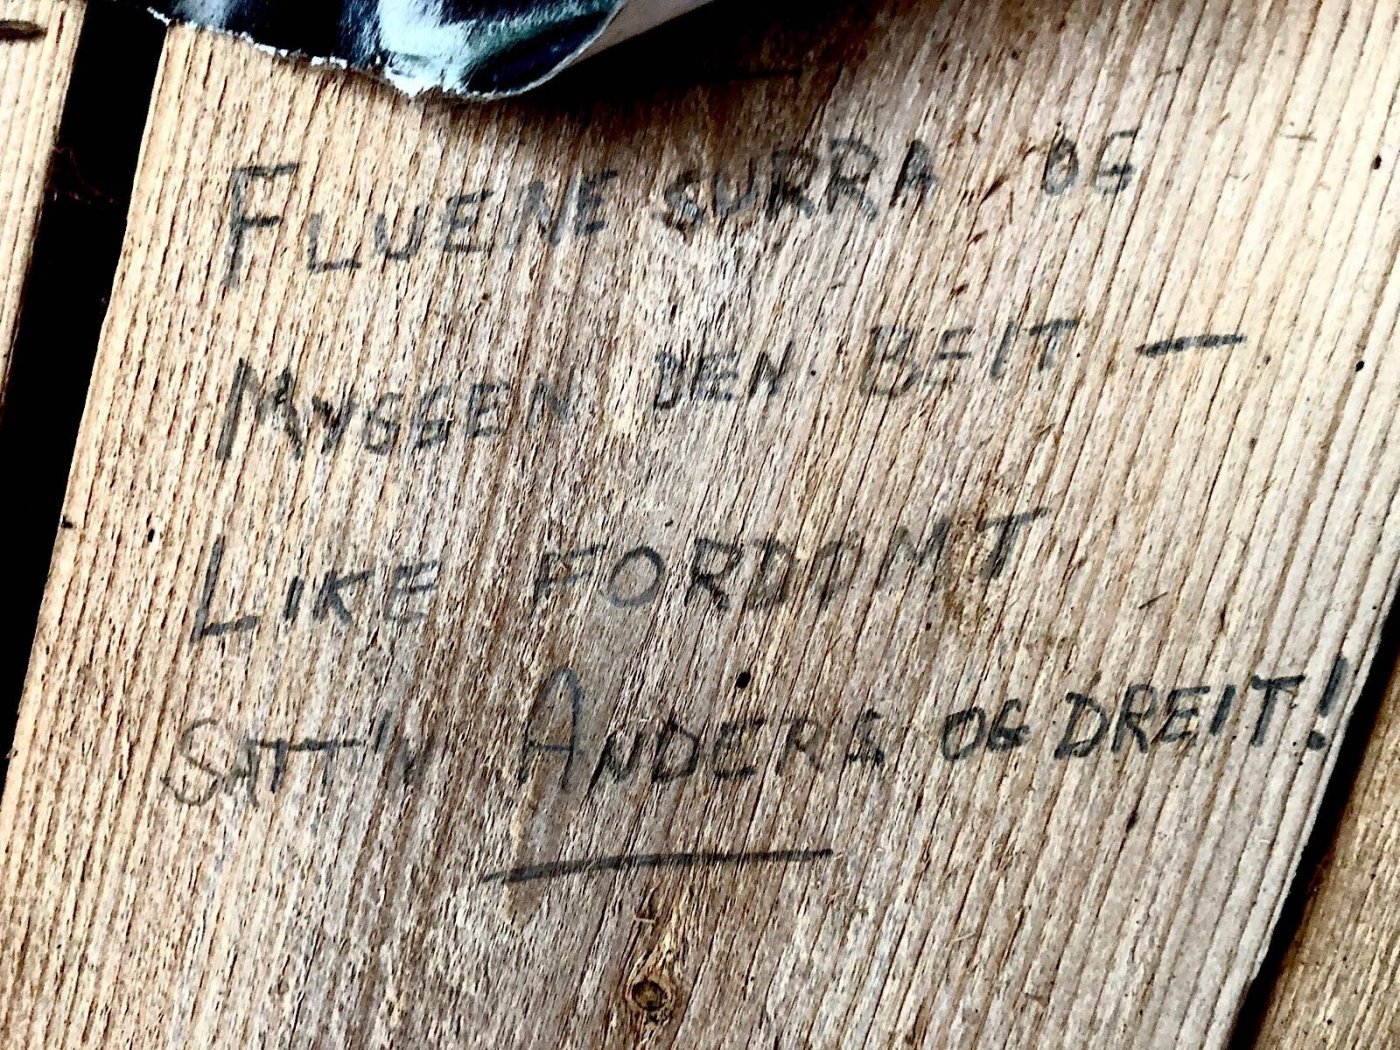 FLUENE SURRA OG
MYGGEN DEN BEIT —
LIKE FORDOMT
SATT'N ANDERS OG DREIT!